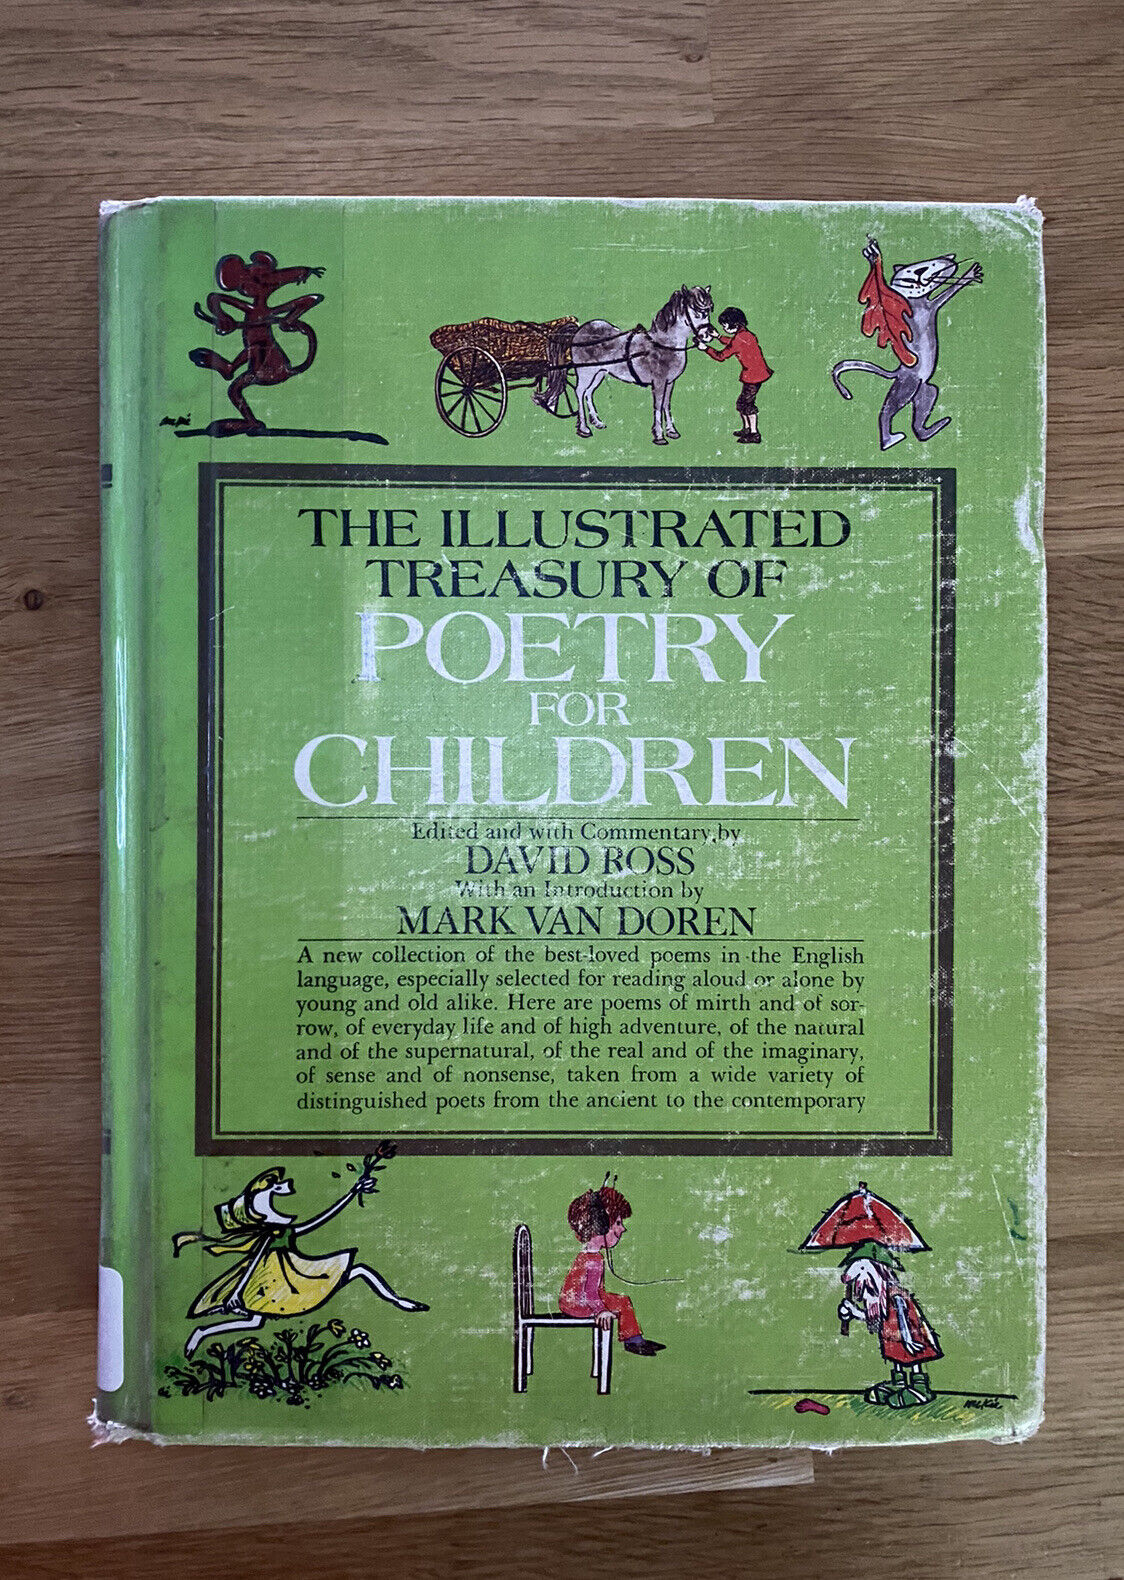 McKie
THE ILLUSTRATED
TREASURY OF
POETRY
FOR
CHILDREN
Edited and with Commentary by
DAVID ROSS
With an Introduction by
MARK VAN DOREN
A new collection of the best-loved poems in the English
language, especially selected for reading aloud or alone by
young and old alike. Here are poems of mirth and of sor-
row, of everyday life and of high adventure, of the natural
and of the supernatural, of the real and of the imaginary,
of sense and of nonsense, taken from a wide variety of
distinguished poets from the ancient to the contemporary
McKie